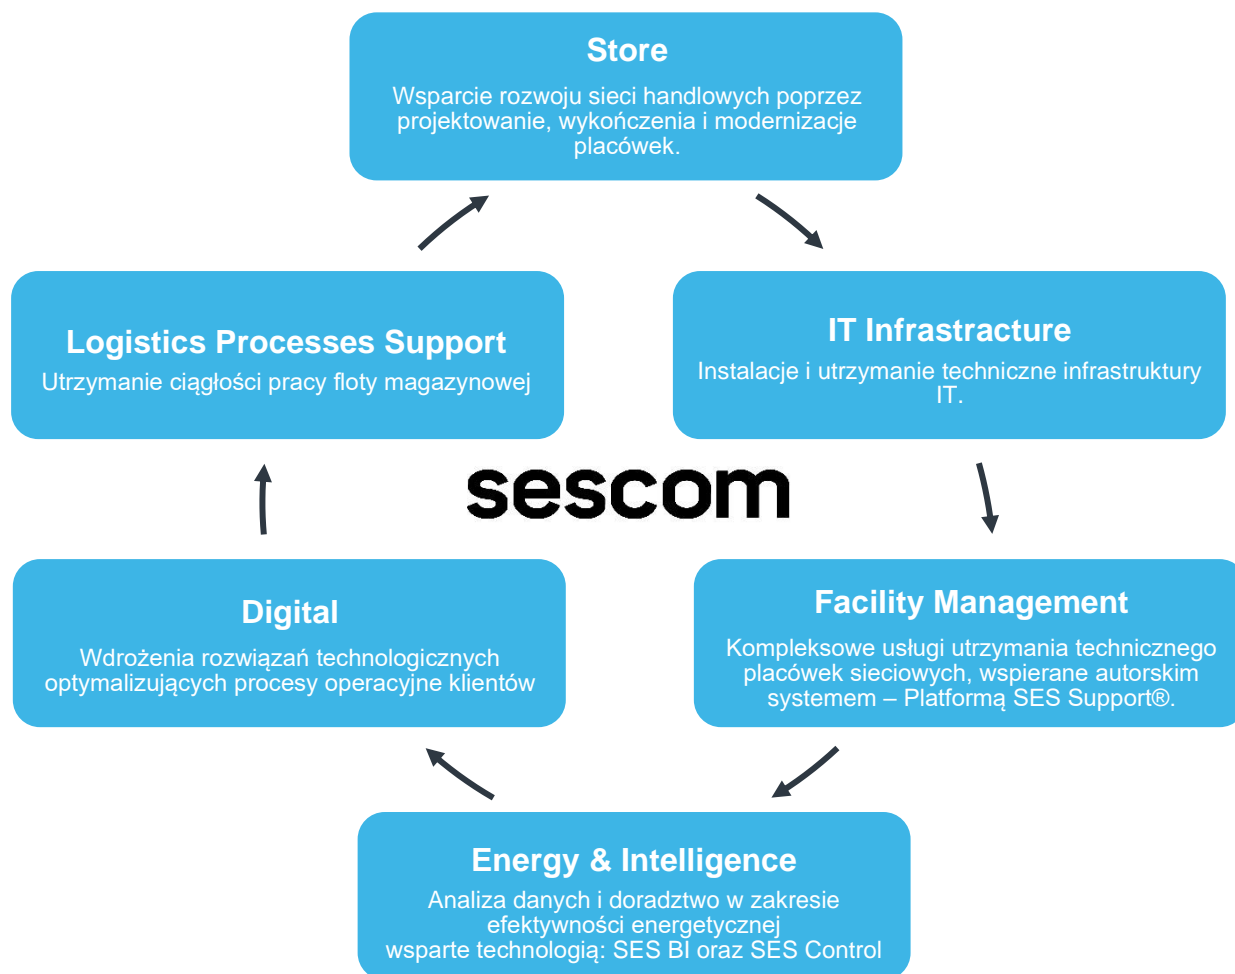 Store
Wsparcie rozwoju sieci handlowych poprzez
projektowanie, wykończenia i modernizacje
placówek.
Logistics Processes Support
Utrzymanie ciągłości pracy floty magazynowej
IT Infrastracture
Instalacje i utrzymanie techniczne infrastruktury
IT.
sescom
Digital
Wdrożenia rozwiązań technologicznych
optymalizujących procesy operacyjne klientów
Facility Management
Kompleksowe usługi utrzymania technicznego
placówek sieciowych, wspierane autorskim
systemem – Platformą SES Support®.
Energy & Intelligence
Analiza danych i doradztwo w zakresie
efektywności energetycznej
wsparte technologią: SES BI oraz SES Control